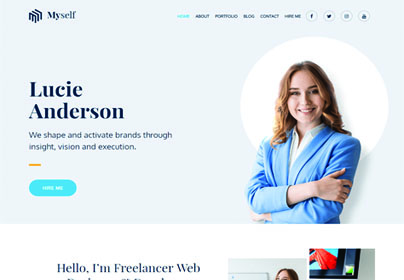 Myself
HOME ABOUT PORTFOLIO BLOG CONTACT HIRE ME
Lucie
Anderson
We shape and activate brands through
insight, vision and execution.
HIRE ME
Hello, I'm Freelancer Web